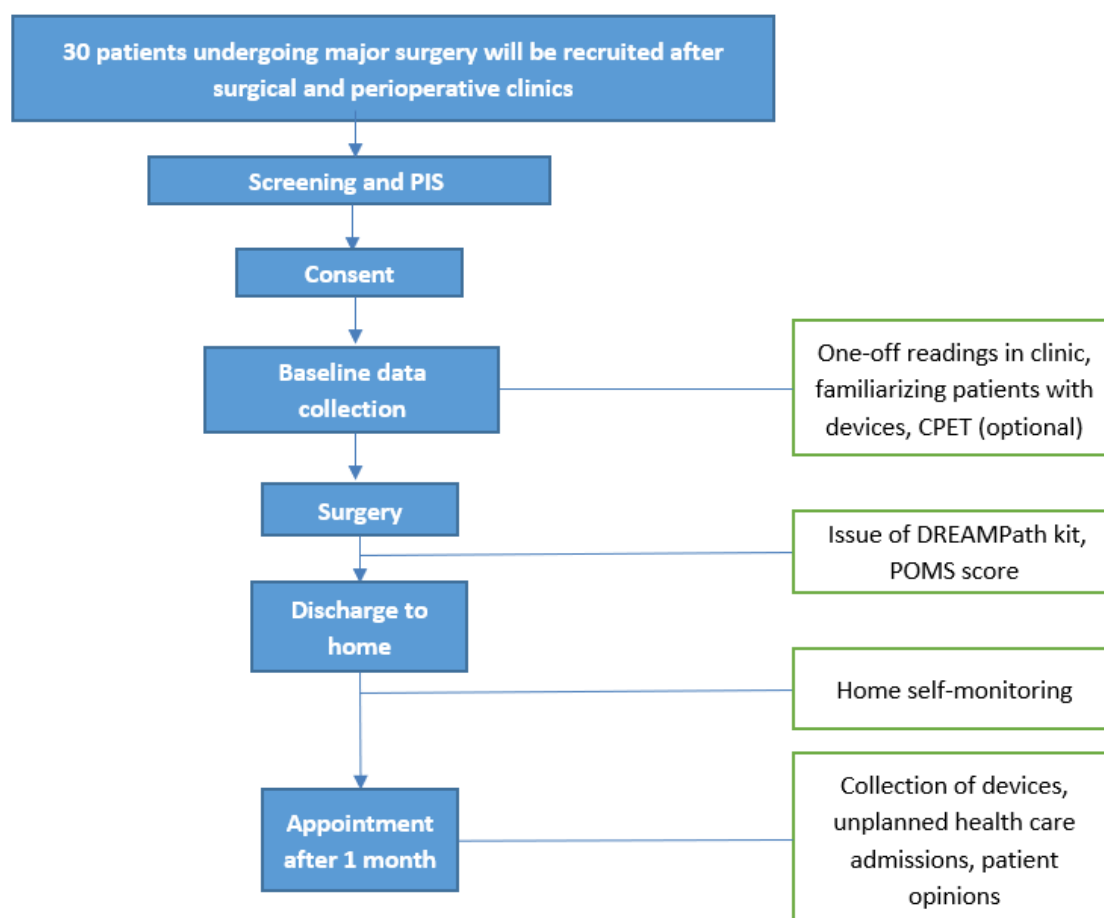 30 patients undergoing major surgery will be recruited after
surgical and perioperative clinics
Screening and PIS
Consent
Baseline data
collection
One-off readings in clinic,
familiarizing patients with
devices, CPET (optional)
Surgery
Issue of DREAMPath kit,
POMS score
Discharge to
home
Home self-monitoring
Appointment
after 1 month
Collection of devices,
unplanned health care
admissions, patient
opinions